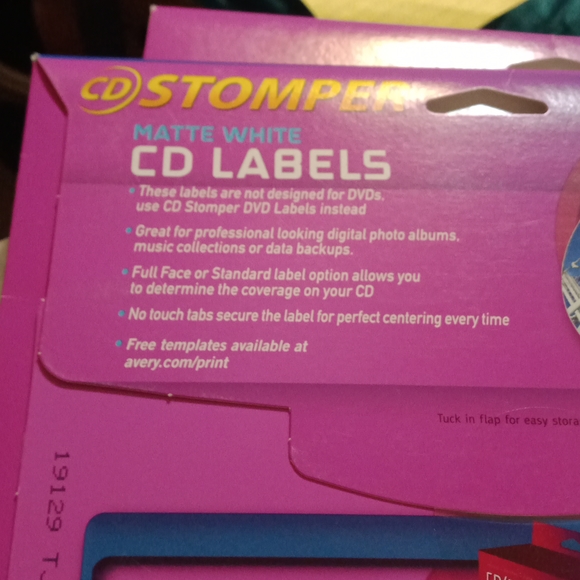 CD STOMPER
MATTE WHITE
CD LABELS
• These labels are not designed for DVDs,
use CD Stomper DVD Labels instead
• Great for professional looking digital photo albums,
music collections or data backups.
• Full Face or Standard label option allows you
to determine the coverage on your CD
• No touch tabs secure the label for perfect centering every time
• Free templates available at
avery.com/print
Tuck in flap for easy stora
19129 T